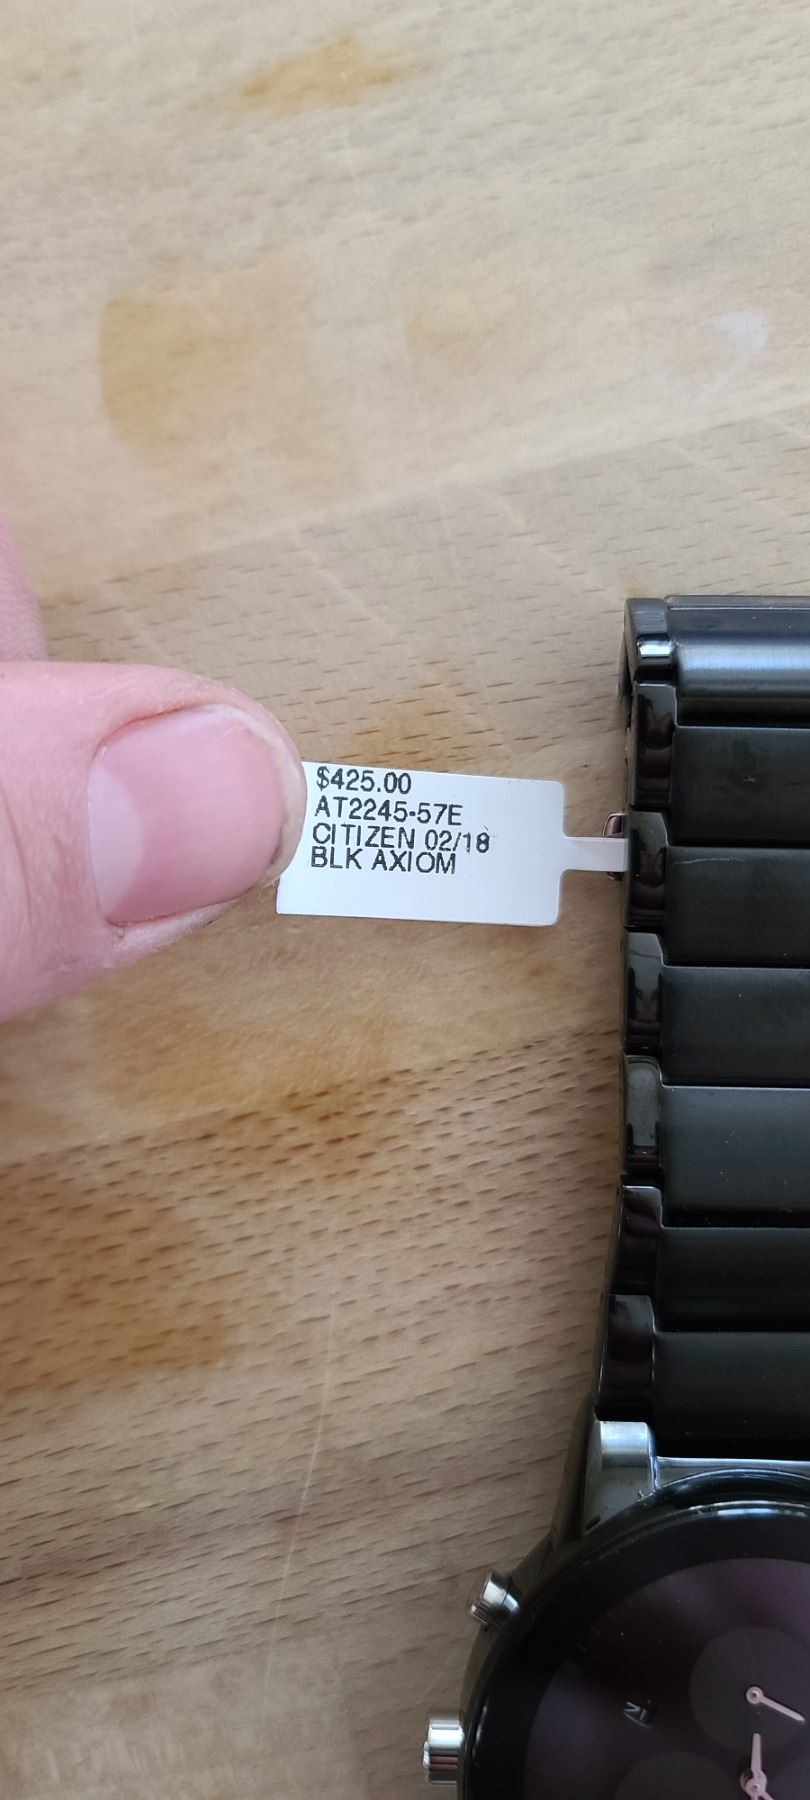 $425.00
AT2245-57E
CITIZEN 02/18
BLK AXIOM